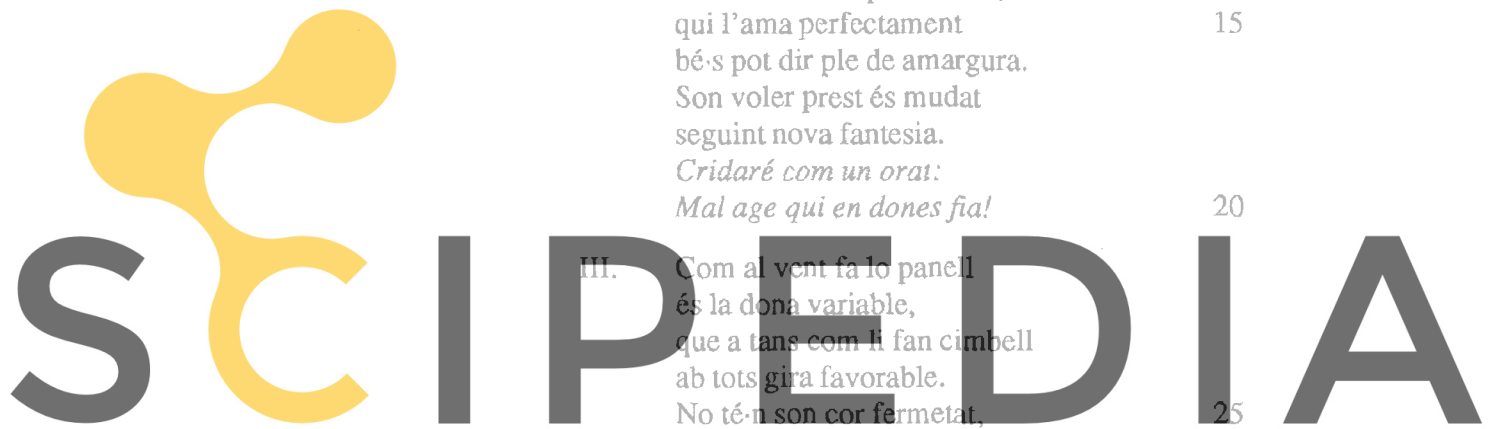 qui l'ama perfectament 15
bé·s pot dir ple de amargura.
Son voler prest és mudat
seguint nova fantesia.
Cridaré com un orat:
Mal age qui en dones fia! 20
SCIPEDIA
III. Com al vent fa lo panell
és la dona variable,
que a tans com li fan cimbell
ab tots gira favorable.
No té·n son cor fermetat, 25